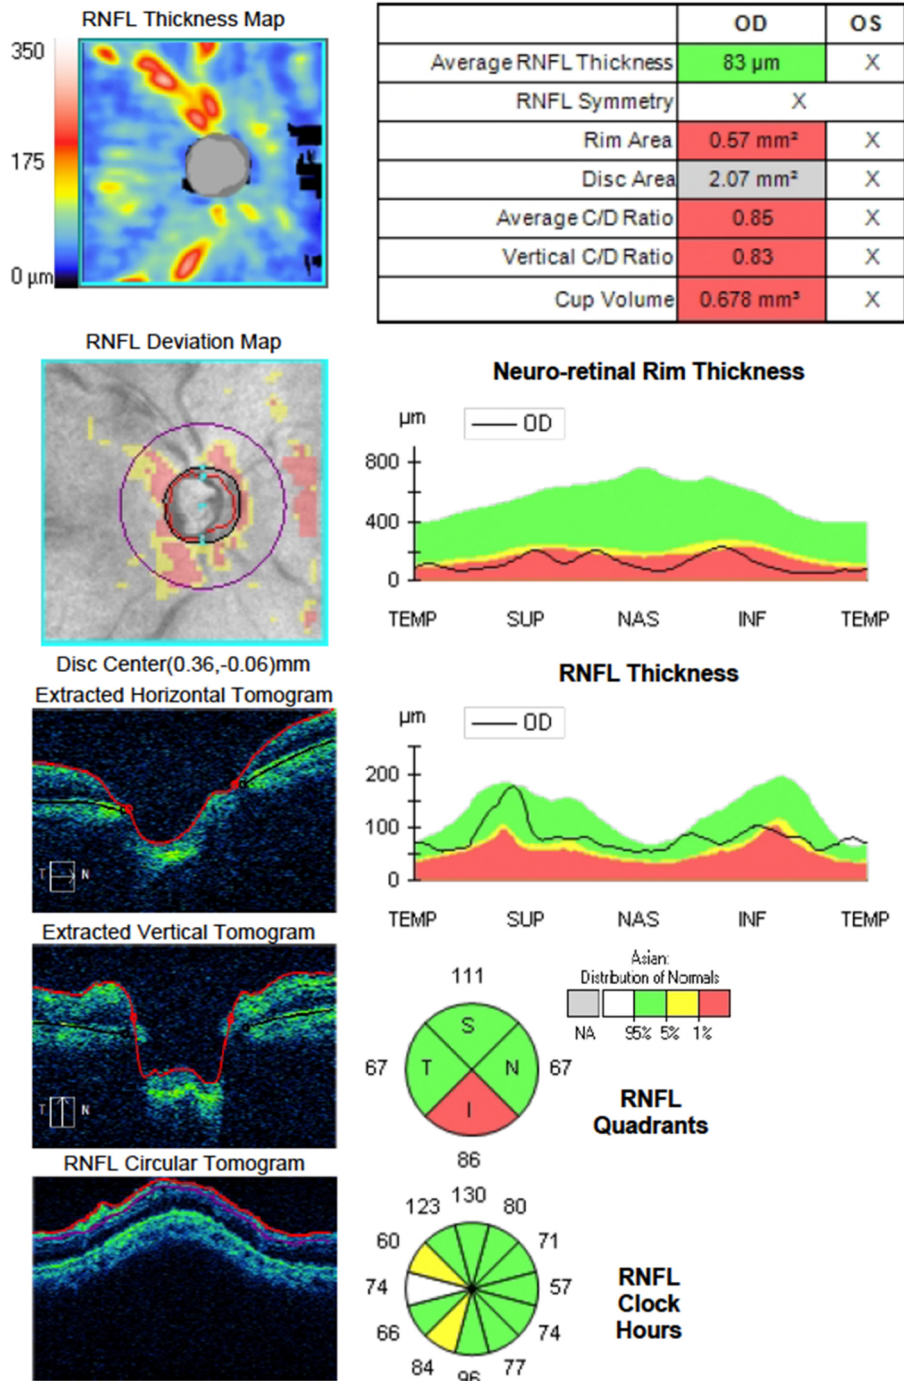 RNFL Thickness Map
350
175
0 µm
OD OS
Average RNFL Thickness 83 µm X
RNFL Symmetry X
Rim Area 0.57 mm² X
Disc Area 2.07 mm² X
Average C/D Ratio 0.85 X
Vertical C/D Ratio 0.83 X
Cup Volume 0.678 mm³ X
RNFL Deviation Map
Disc Center(0.36,-0.06)mm
Neuro-retinal Rim Thickness
µm
OD
800
400
0
TEMP SUP NAS INF TEMP
Extracted Horizontal Tomogram
T N
RNFL Thickness
µm
OD
200
100
0
TEMP SUP NAS INF TEMP
Extracted Vertical Tomogram
T N
Asian:
Distribution of Normals
NA 95% 5% 1%
111
S
67 T N 67
I
86
RNFL
Quadrants
RNFL Circular Tomogram
130
123 80
60 71
74 57
66 74
84 77
96
RNFL
Clock
Hours